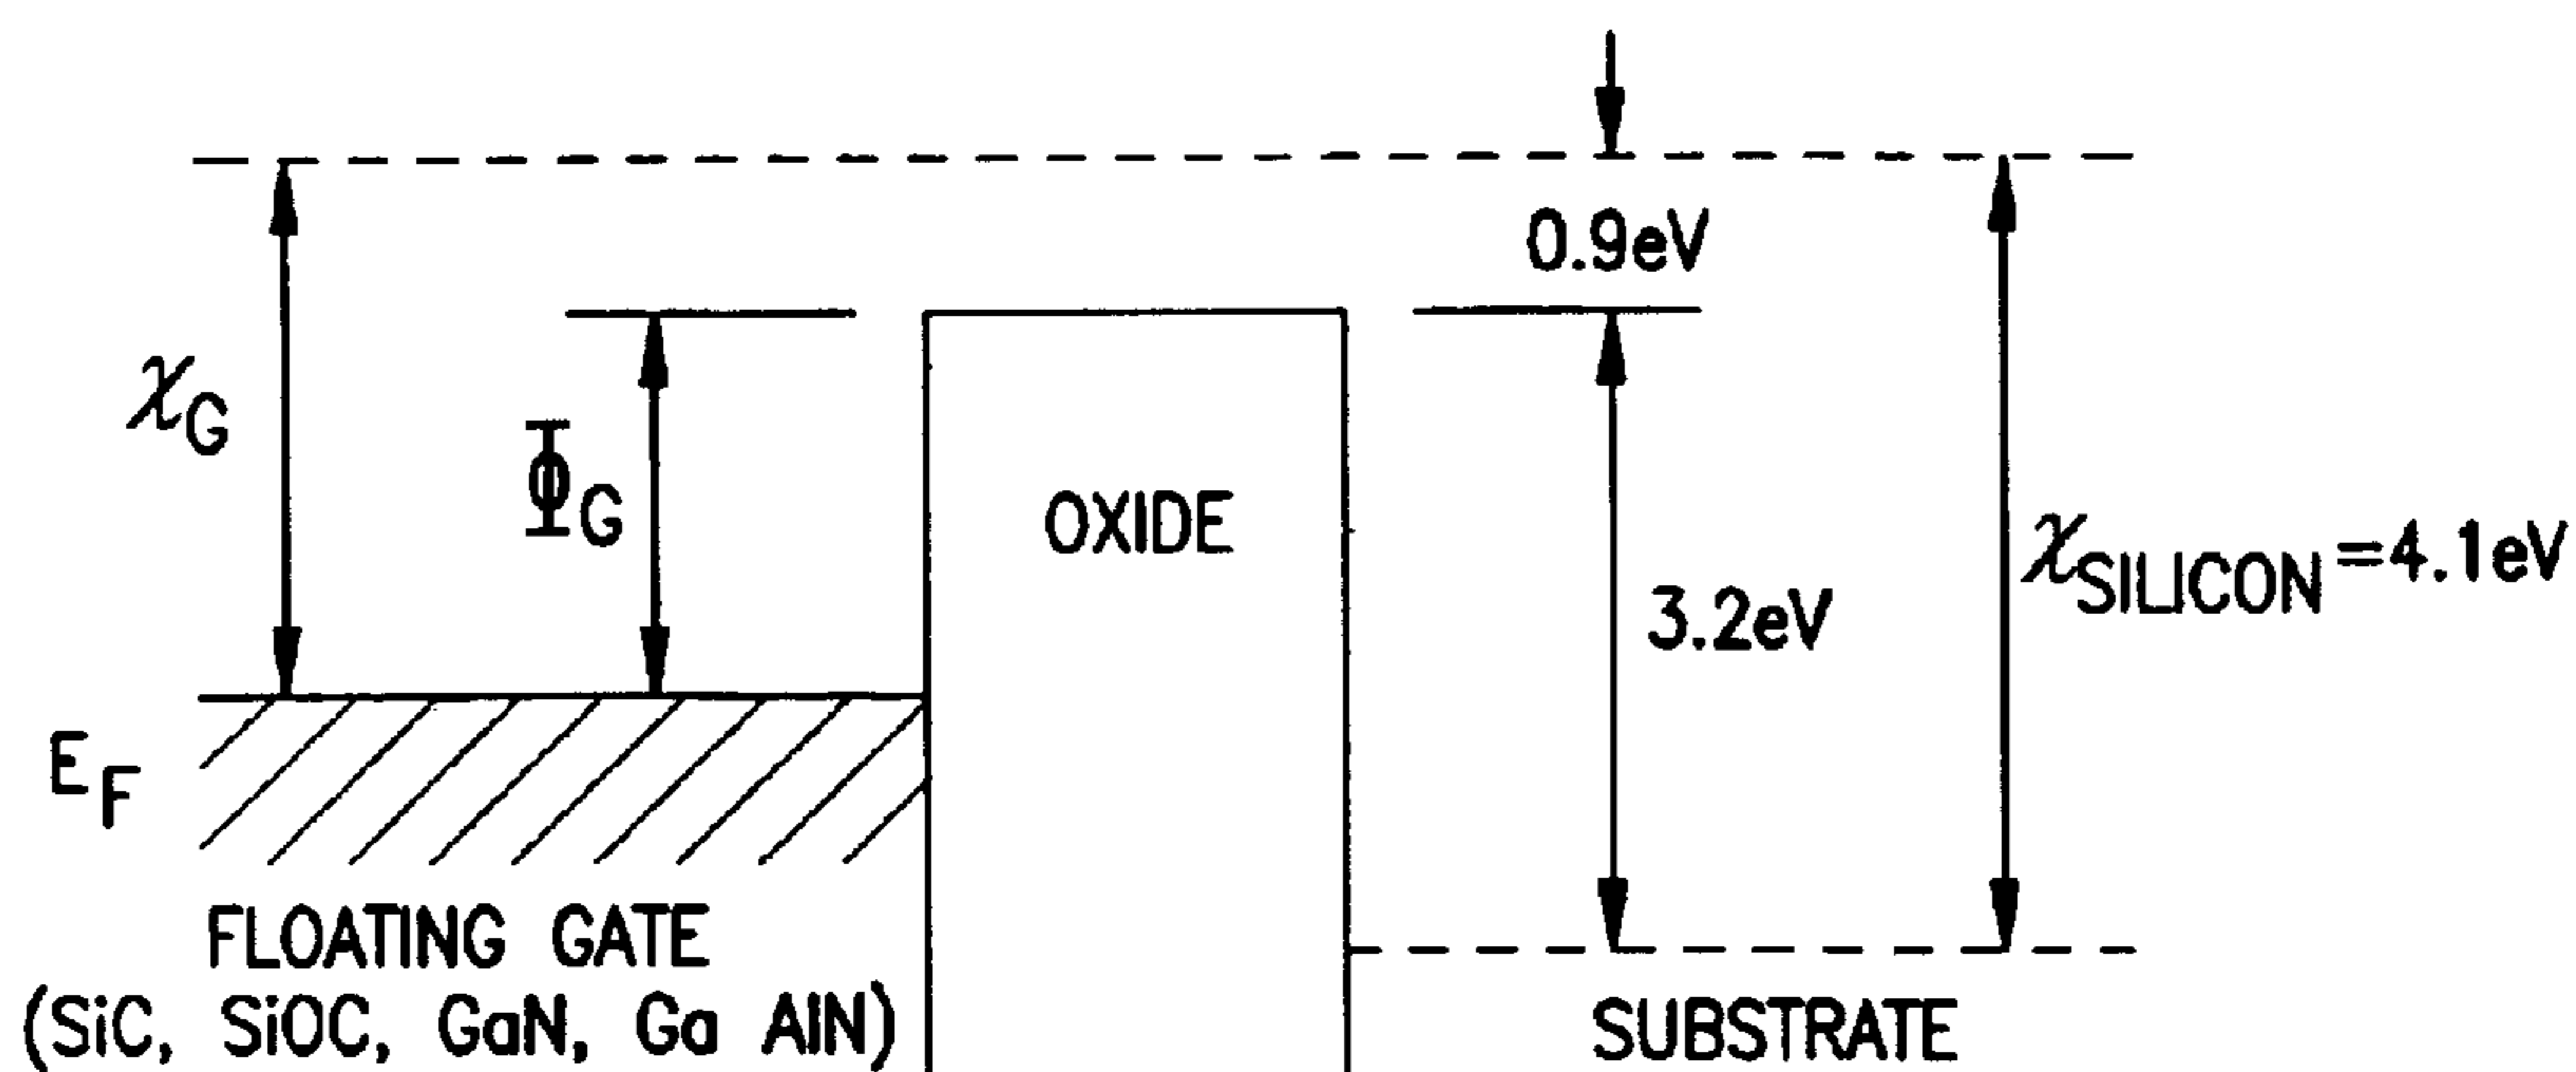 0.9eV
χG
ΦG
OXIDE
3.2eV
χSILICON=4.1eV
EF
FLOATING GATE
(SiC, SiOC, GaN, Ga AlN)
SUBSTRATE